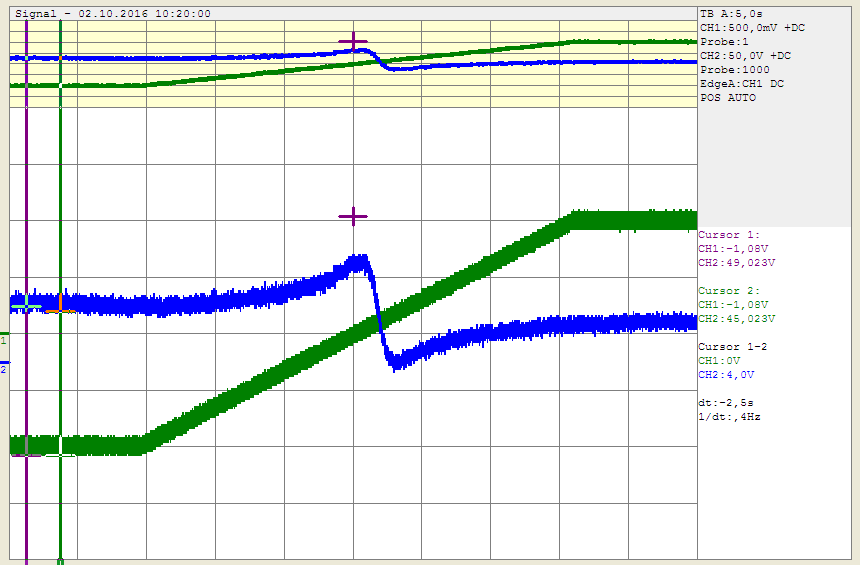 Signal - 02.10.2016 10:20:00
TB A:5,0s
CH1:500,0mV +DC
Probe:1
CH2:50,0V +DC
Probe:1000
EdgeA:CH1 DC
POS AUTO
Cursor 1:
CH1:-1,08V
CH2:49,023V
Cursor 2:
CH1:-1,08V
CH2:45,023V
Cursor 1-2
CH1:0V
CH2:4,0V
dt:-2,5s
1/dt:,4Hz
1
2